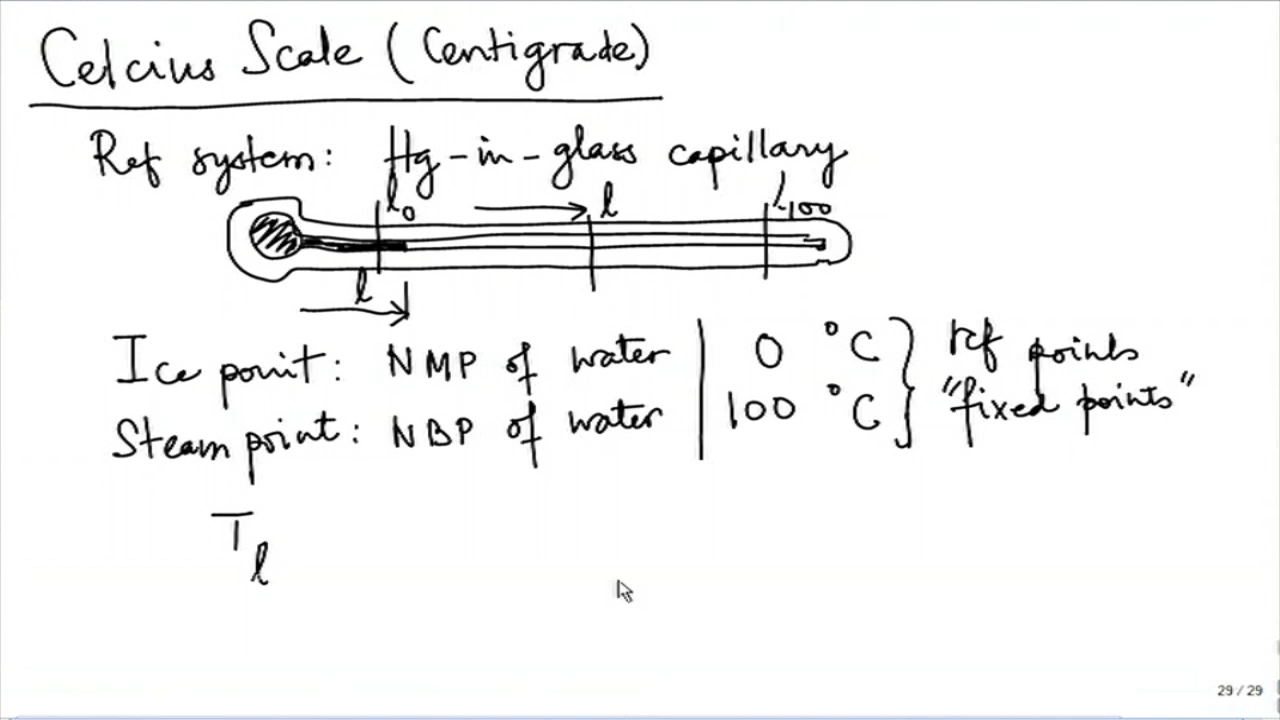 Celcius Scale (Centigrade)
Ref system: Hg-in-glass capillary
l₀ l l₁₀₀
l
Ice point: NMP of water | 0 °C } ref points
Steam point: NBP of water | 100 °C } "fixed points"
T_l
29 / 29